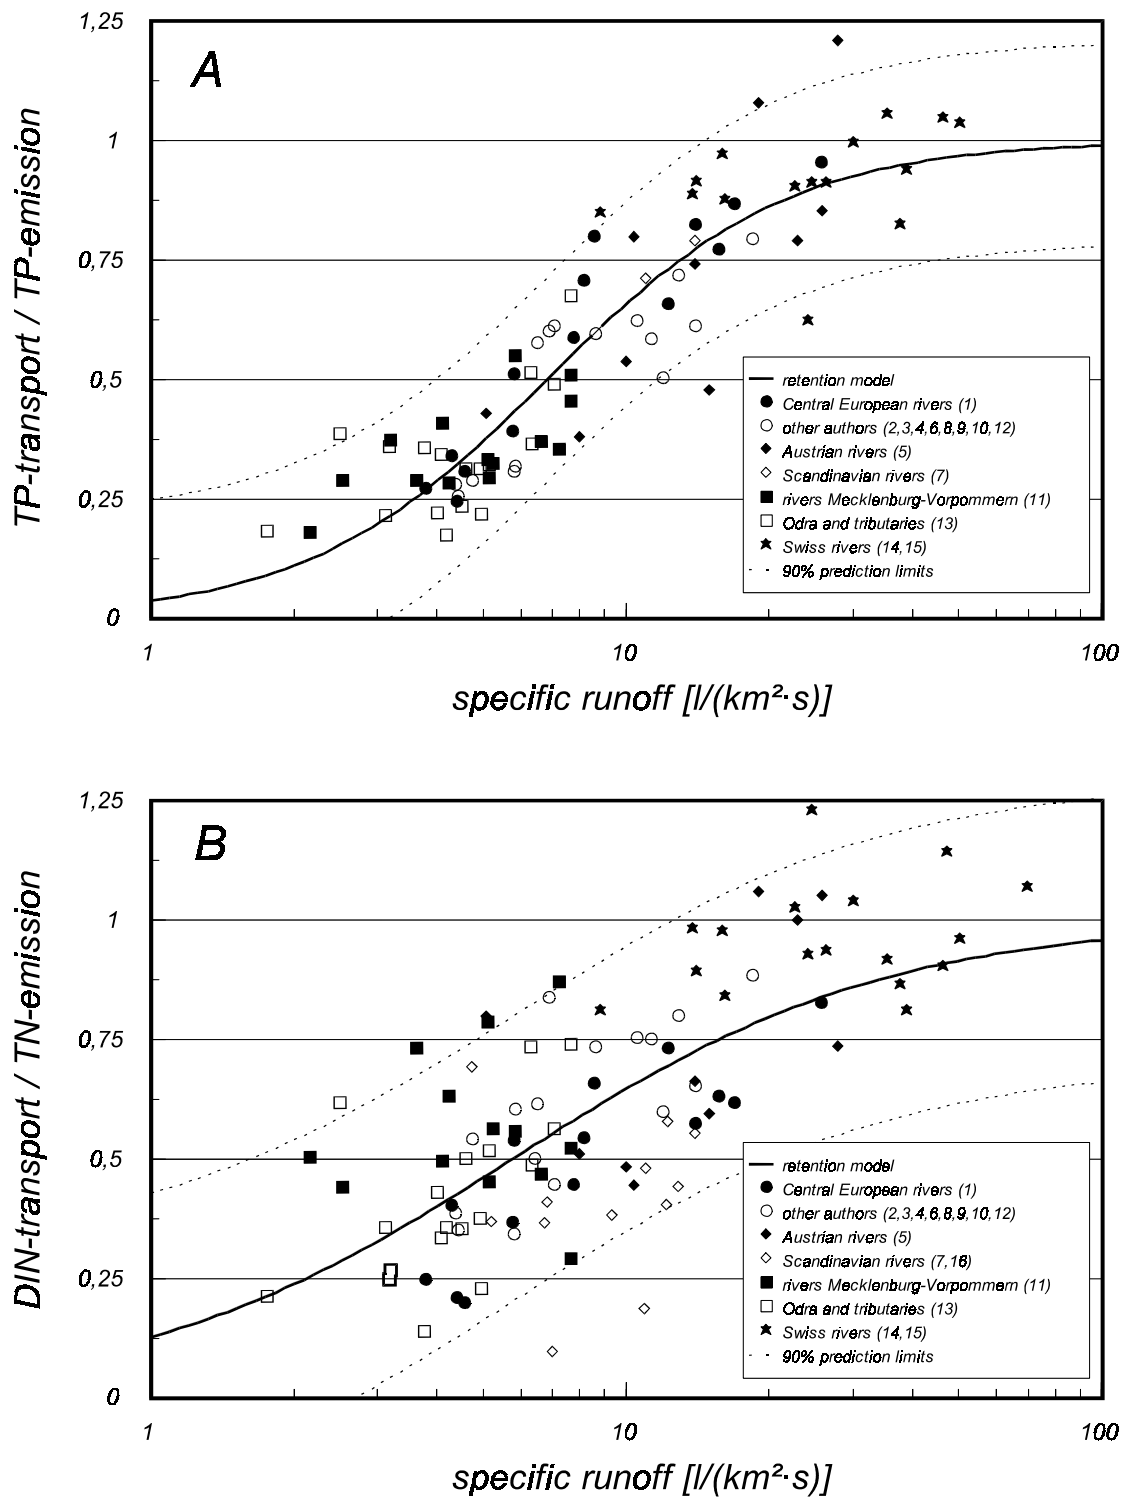 1,25
A
1
0,75
0,5
0,25
0
TP-transport / TP-emission
retention model
Central European rivers (1)
other authors (2,3,4,6,8,9,10,12)
Austrian rivers (5)
Scandinavian rivers (7)
rivers Mecklenburg-Vorpommern (11)
Odra and tributaries (13)
Swiss rivers (14,15)
90% prediction limits
1 10 100
specific runoff [l/(km²·s)]
1,25
B
1
0,75
0,5
0,25
0
DIN-transport / TN-emission
retention model
Central European rivers (1)
other authors (2,3,4,6,8,9,10,12)
Austrian rivers (5)
Scandinavian rivers (7,16)
rivers Mecklenburg-Vorpommern (11)
Odra and tributaries (13)
Swiss rivers (14,15)
90% prediction limits
1 10 100
specific runoff [l/(km²·s)]